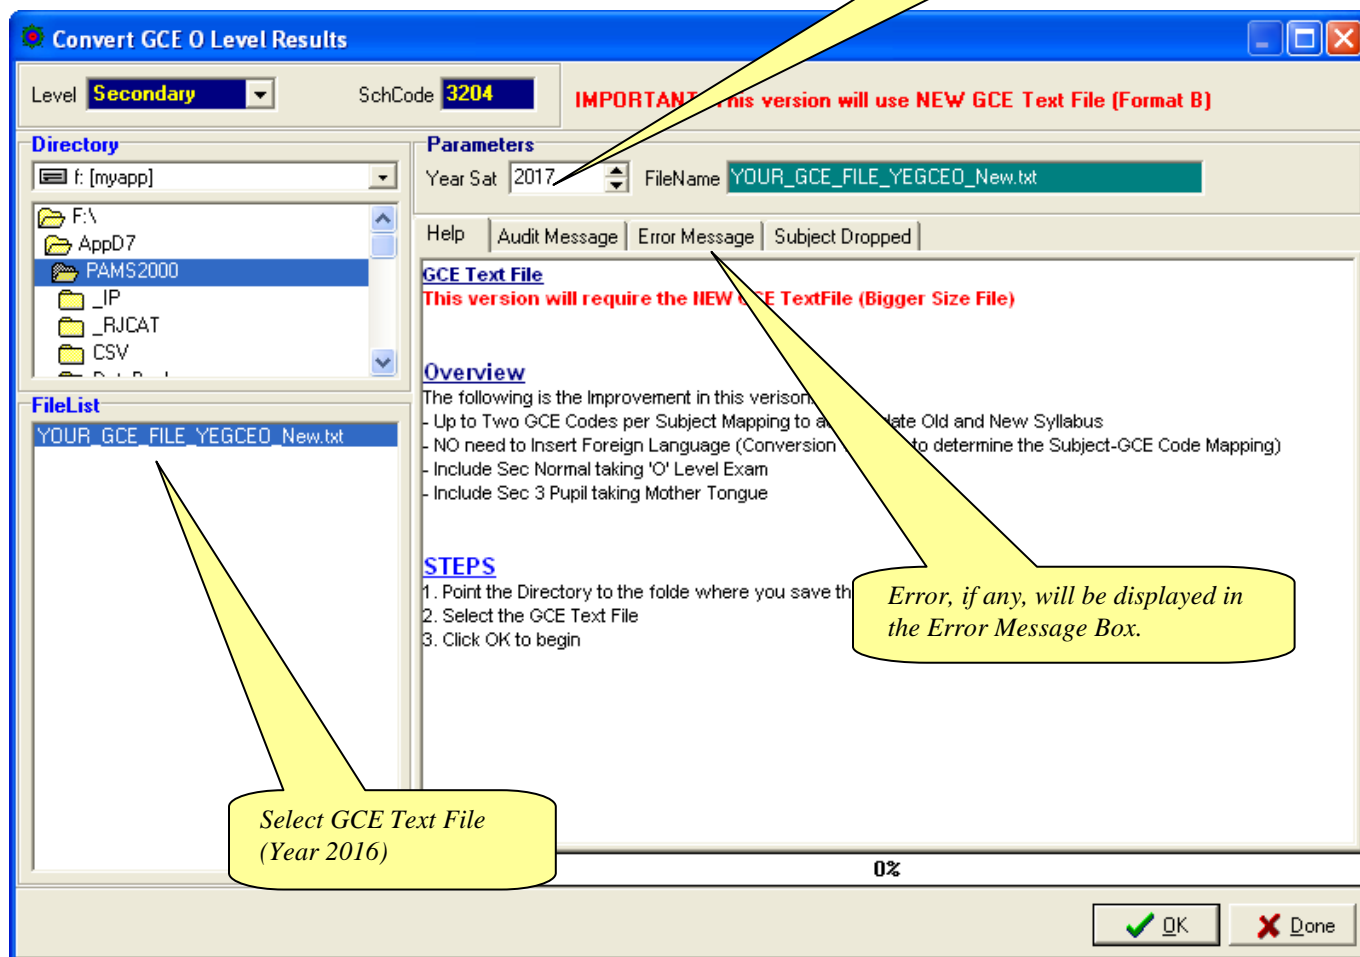 Convert GCE O Level Results
Level Secondary SchCode 3204 IMPORTANT: This version will use NEW GCE Text File (Format B)
Directory
f: [myapp]
F:\
AppD7
PAMS2000
_IP
_RJCAT
CSV
FileList
YOUR_GCE_FILE_YEGCEO_New.txt
Parameters
Year Sat 2017 FileName YOUR_GCE_FILE_YEGCEO_New.txt
Help Audit Message Error Message Subject Dropped
GCE Text File
This version will require the NEW GCE TextFile (Bigger Size File)
Overview
The following is the Improvement in this verison
- Up to Two GCE Codes per Subject Mapping to Old and New Syllabus
- NO need to Insert Foreign Language (Conversion to determine the Subject-GCE Code Mapping)
- Include Sec Normal taking 'O' Level Exam
- Include Sec 3 Pupil taking Mother Tongue
STEPS
1. Point the Directory to the folde where you save
2. Select the GCE Text File
3. Click OK to begin
Error, if any, will be displayed in
the Error Message Box.
Select GCE Text File
(Year 2016)
0%
OK Done